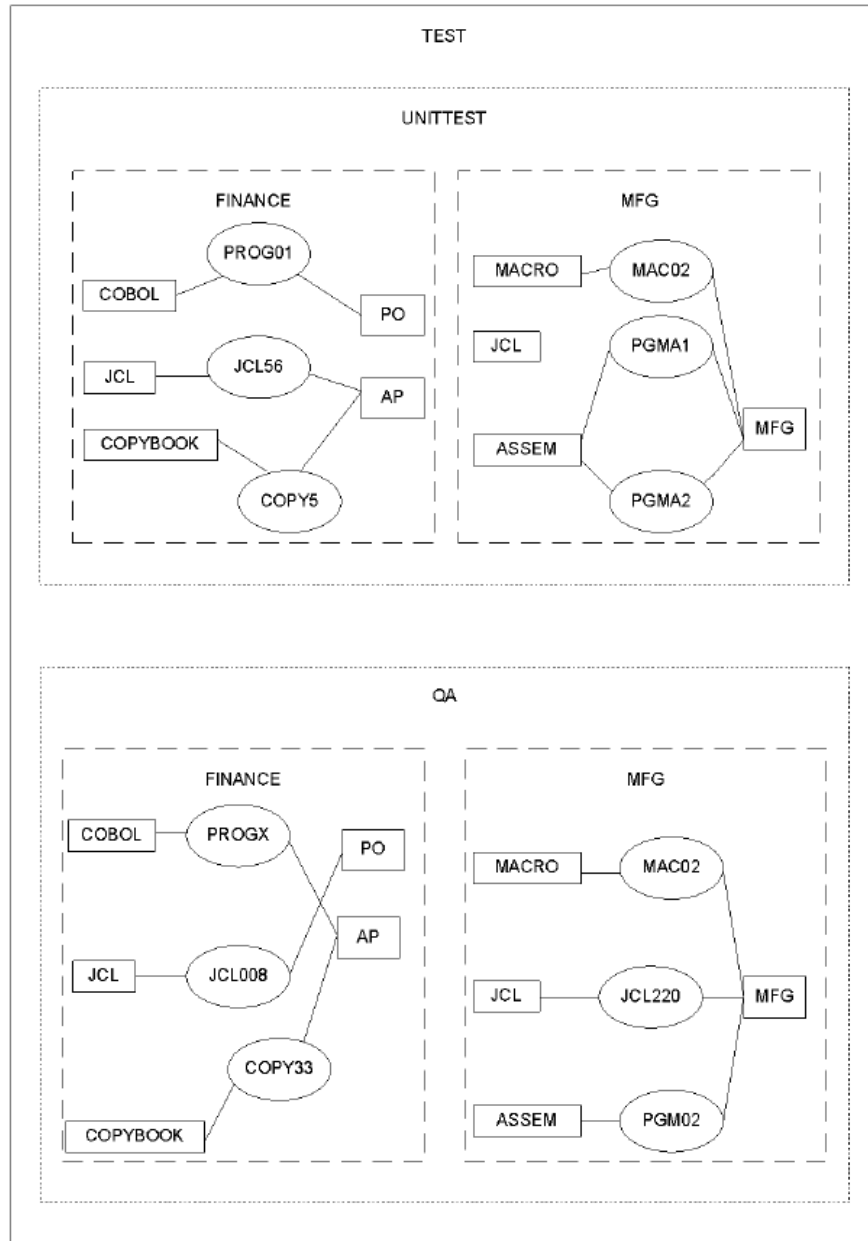 TEST
UNITTEST
FINANCE
PROG01
COBOL
PO
JCL
JCL56
AP
COPYBOOK
COPY5
MFG
MACRO
MAC02
JCL
PGMA1
MFG
ASSEM
PGMA2
QA
FINANCE
COBOL
PROGX
PO
AP
JCL
JCL008
COPY33
COPYBOOK
MFG
MACRO
MAC02
JCL
JCL220
MFG
ASSEM
PGM02